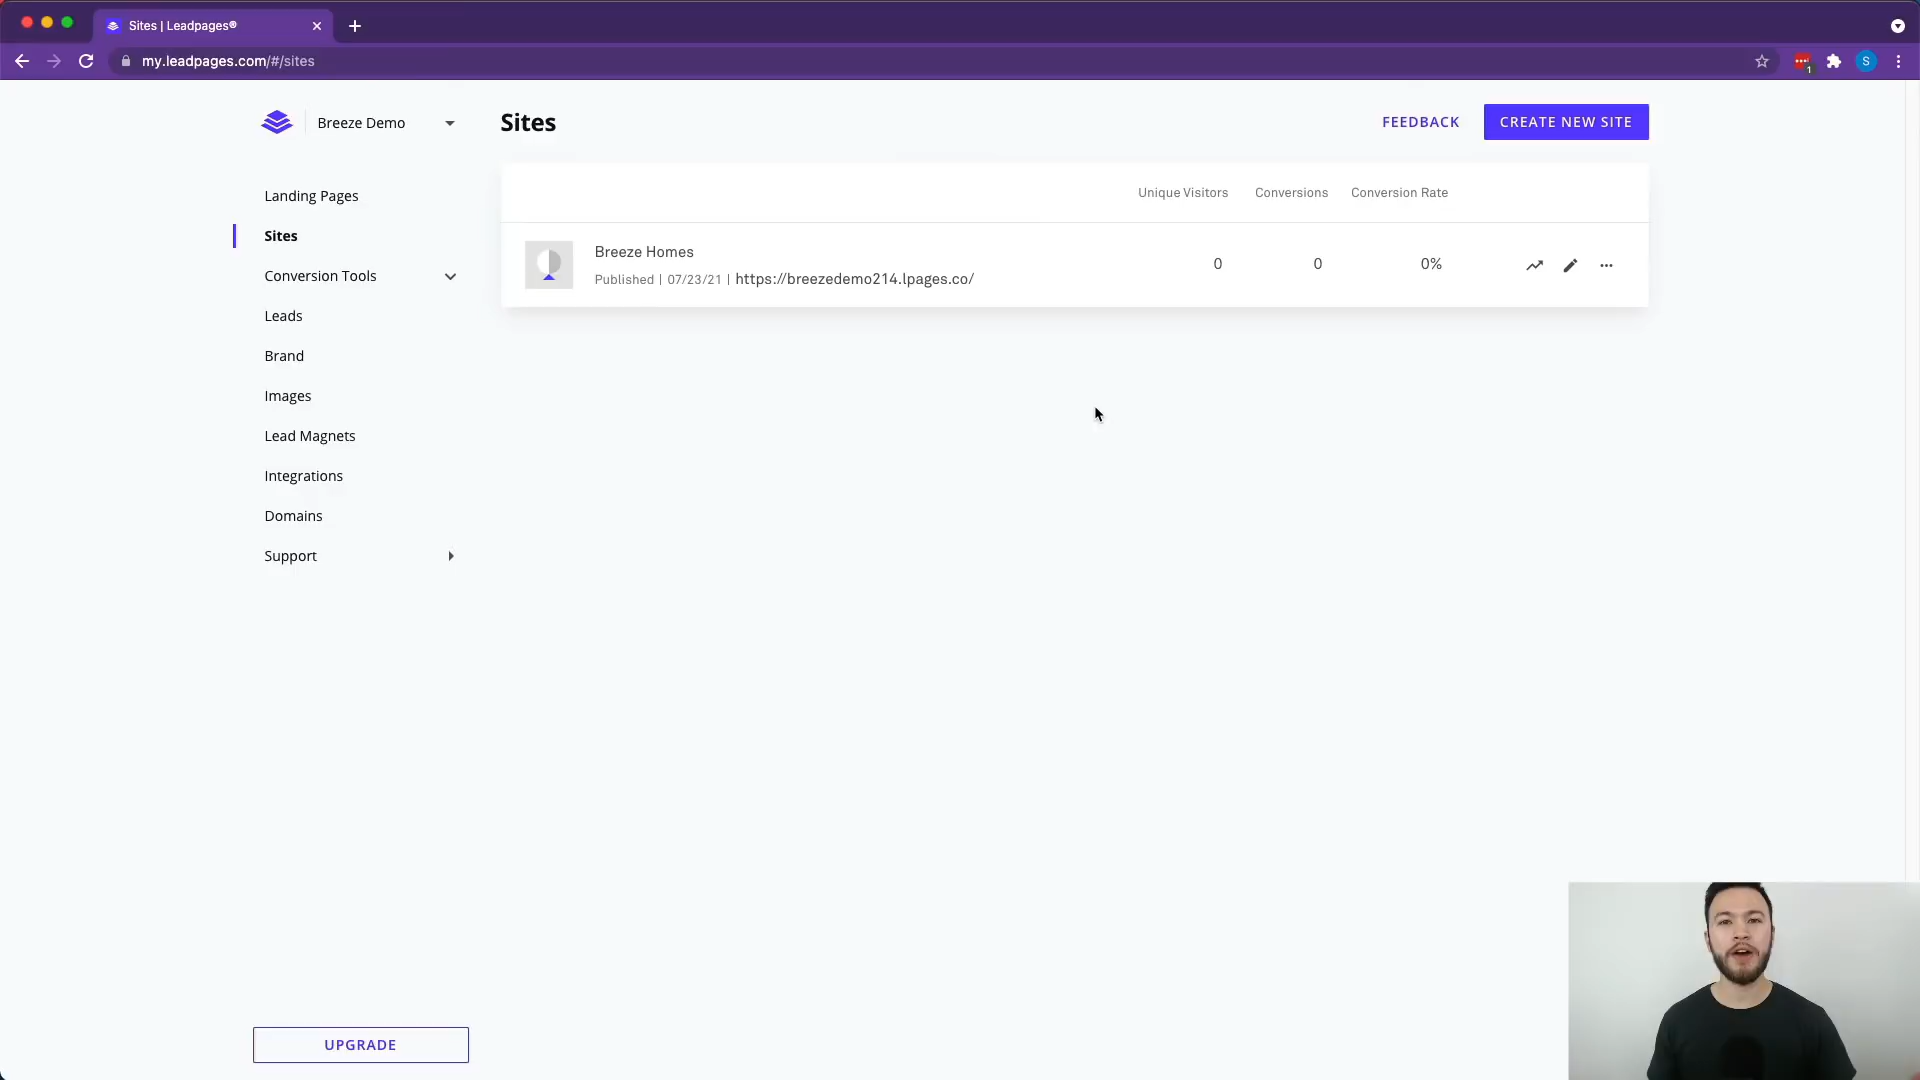 Sites | Leadpages®
my.leadpages.com/#/sites
S
1
Breeze Demo
Sites
FEEDBACK
CREATE NEW SITE
Landing Pages
Sites
Conversion Tools
Leads
Brand
Images
Lead Magnets
Integrations
Domains
Support
UPGRADE
Unique Visitors Conversions Conversion Rate
Breeze Homes
Published | 07/23/21 | https://breezedemo214.lpages.co/
0 0 0%